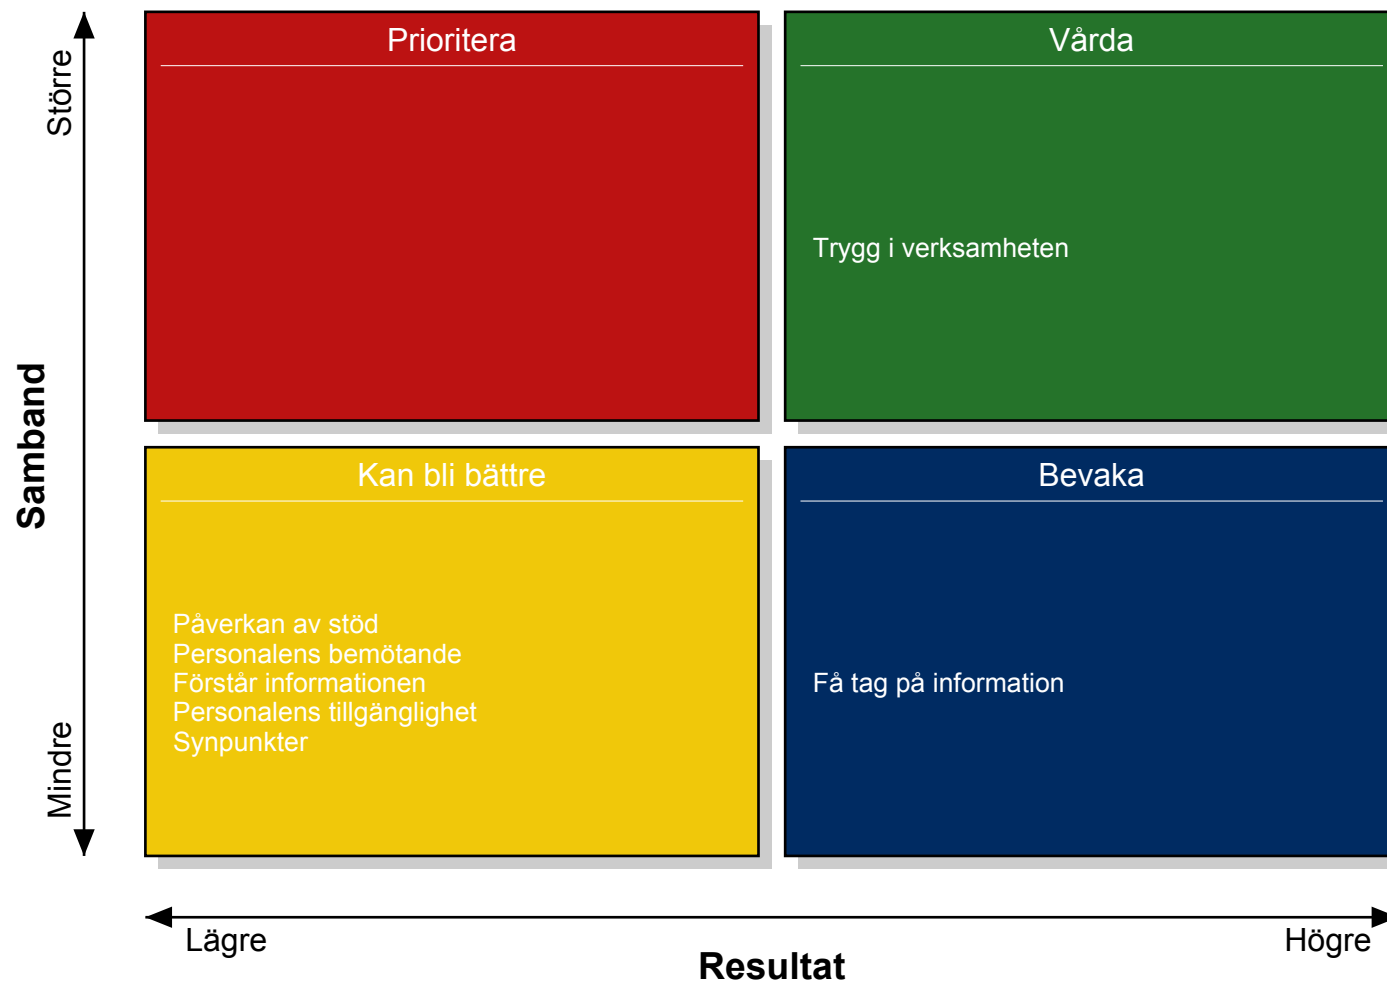 Större
Samband
Mindre
Prioritera
Vårda
Trygg i verksamheten
Kan bli bättre
Påverkan av stöd
Personalens bemötande
Förstår informationen
Personalens tillgänglighet
Synpunkter
Bevaka
Få tag på information
Lägre
Högre
Resultat